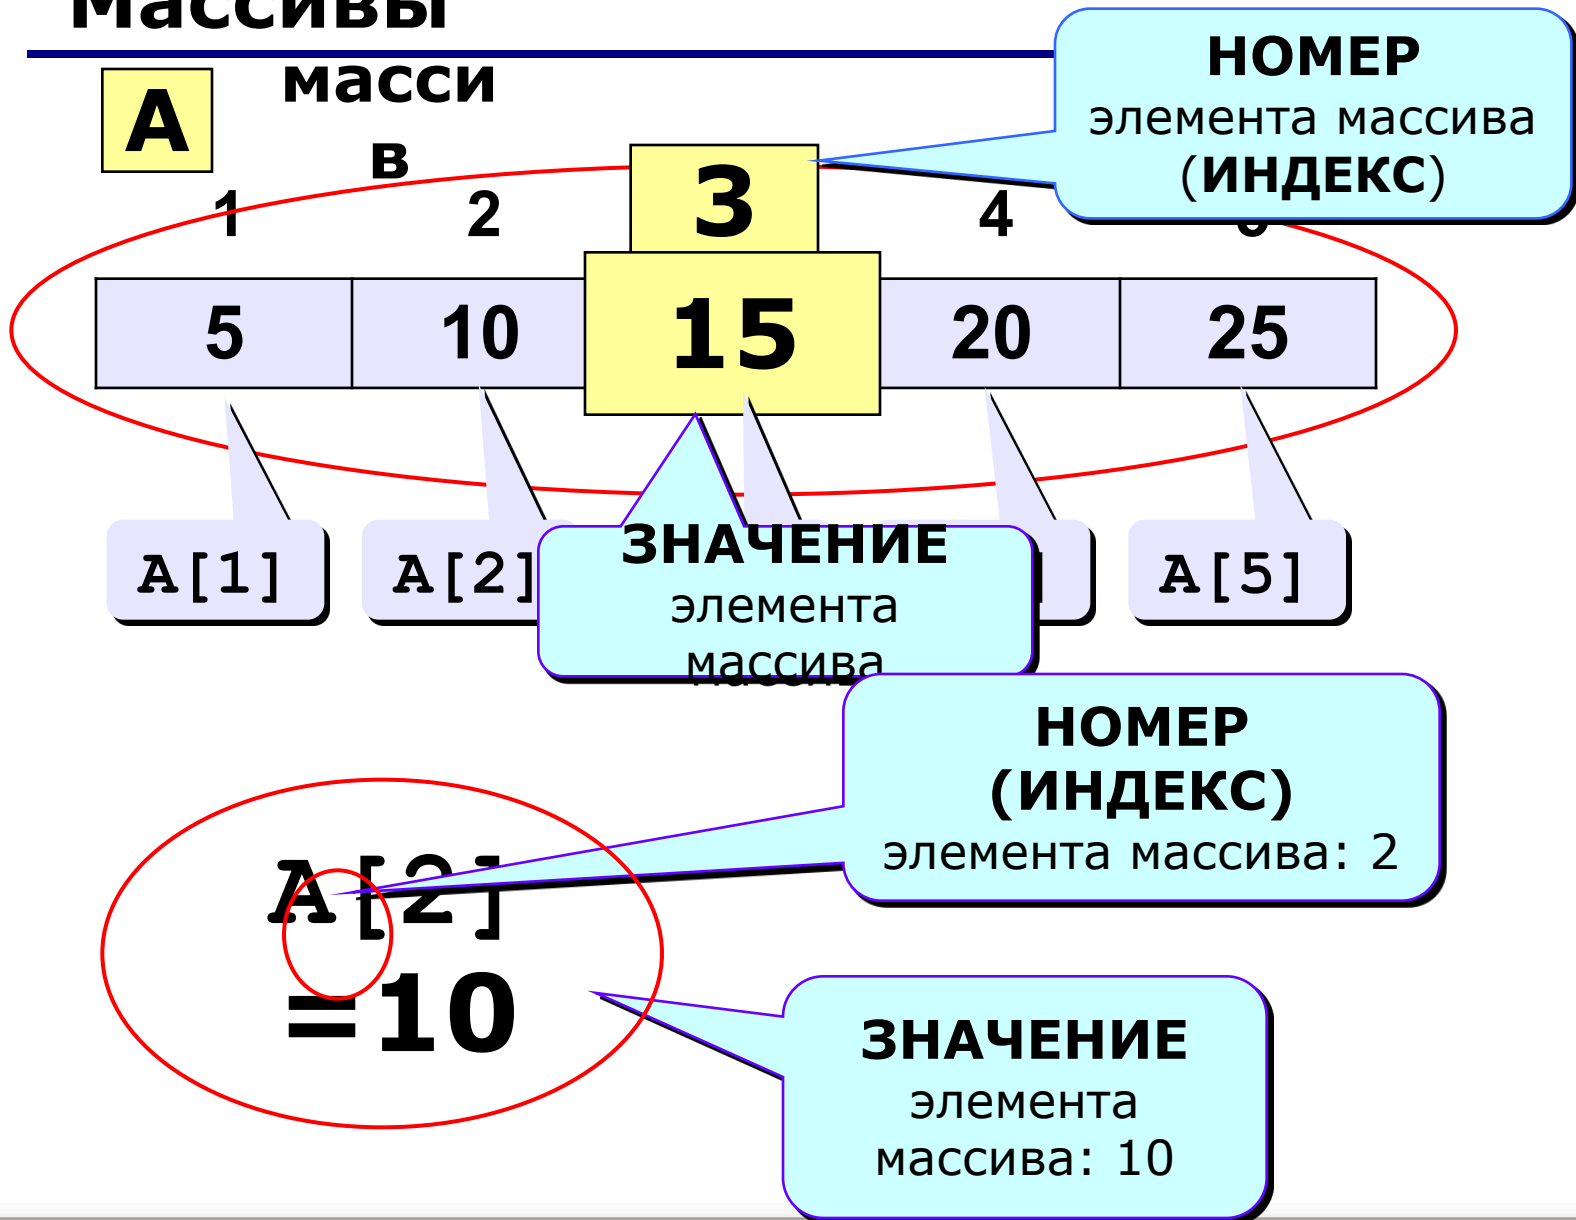 Массивы
A
масси
в
НОМЕР
элемента массива
(ИНДЕКС)
1 2 3 4
5 10 15 20 25
A[1] A[2] ] A[5]
ЗНАЧЕНИЕ
элемента
массива
НОМЕР
(ИНДЕКС)
элемента массива: 2
A[2]
=10
ЗНАЧЕНИЕ
элемента
массива: 10